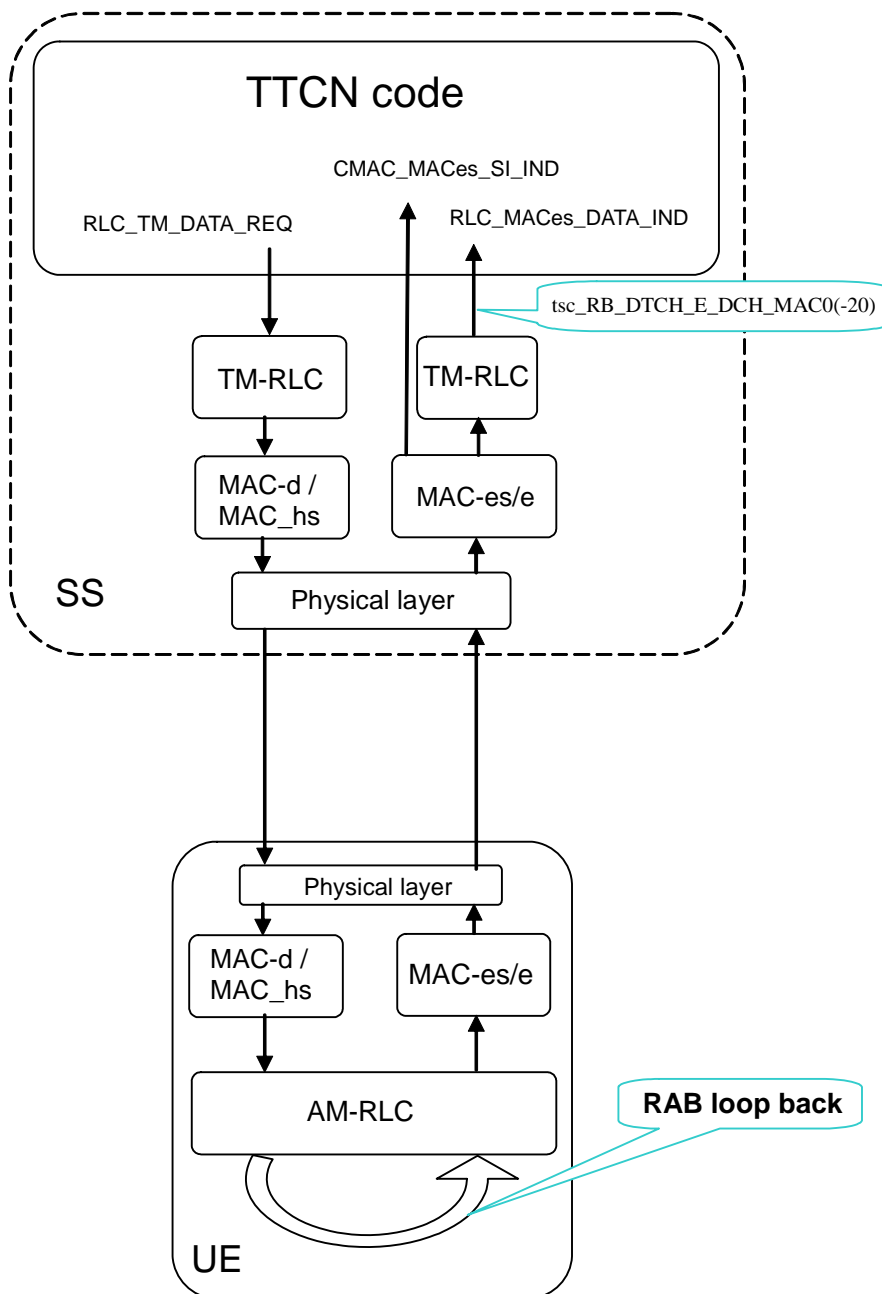 TTCN code
CMAC_MACes_SI_IND
RLC_TM_DATA_REQ
RLC_MACes_DATA_IND
tsc_RB_DTCH_E_DCH_MAC0(-20)
TM-RLC
TM-RLC
MAC-d /
MAC_hs
MAC-es/e
SS
Physical layer
Physical layer
MAC-d /
MAC_hs
MAC-es/e
AM-RLC
RAB loop back
UE